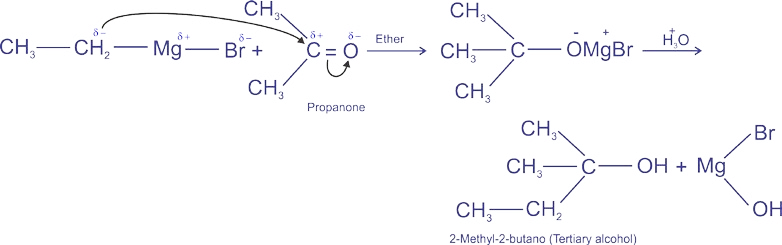 CH₃ δ−
CH₃—CH₂—Mg—Br + C=O Ether CH₃—C—OMgBr H₃O
δ− δ+ δ− δ+ δ− - + +
CH₃ CH₃
Propanone
CH₃ Br
CH₃—C—OH + Mg
CH₃—CH₂ OH
2-Methyl-2-butano (Tertiary alcohol)